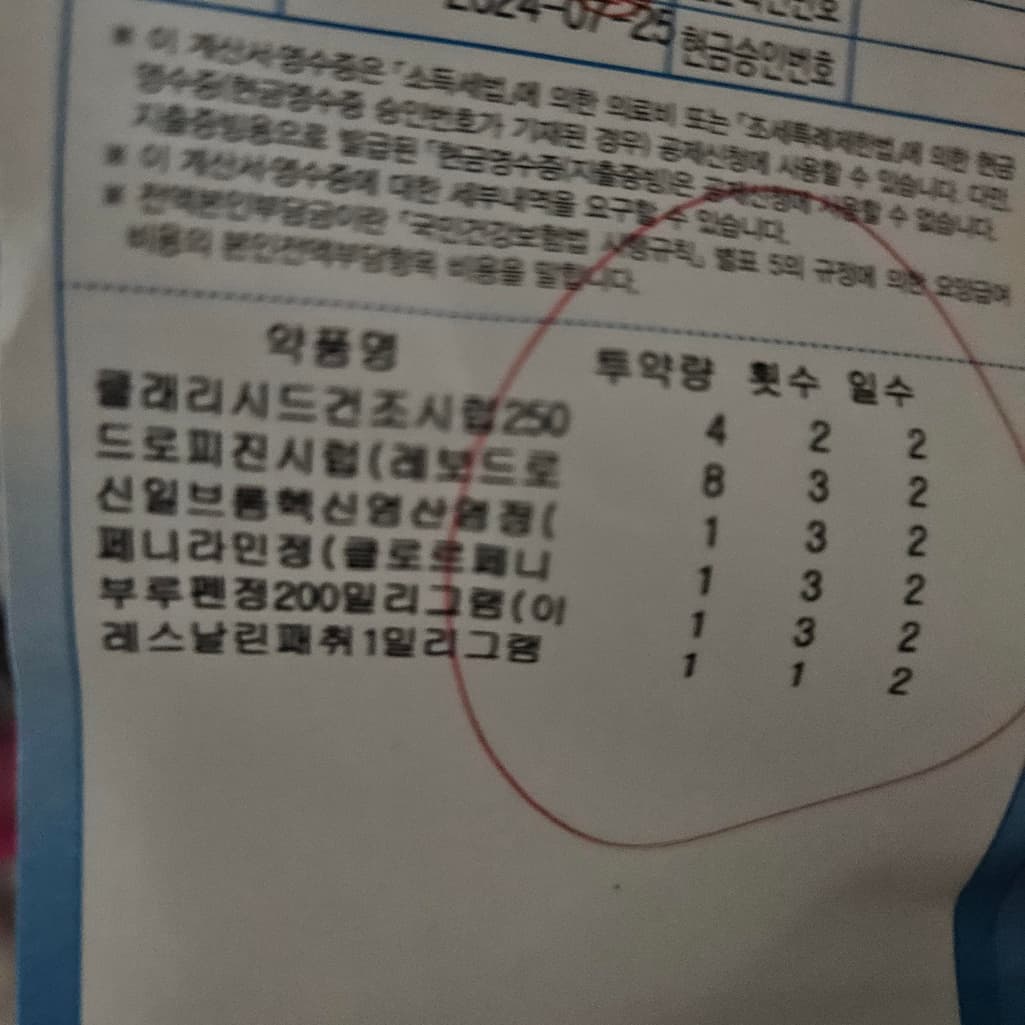 2024-07-25
현금승인번호
※ 이 계산서·영수증은 「소득세법」에 의한 의료비 또는 「조세특례제한법」에 의한 현금
영수증(현금영수증 승인번호가 기재된 경우) 공제신청에 사용할 수 있습니다. 다만,
지출증빙용으로 발급된 「현금영수증(지출증빙)은 공제신청에 사용할 수 없습니다.
※ 이 계산서·영수증에 대한 세부내역을 요구할 수 있습니다.
※ 전액본인부담금이란 「국민건강보험법 시행규칙」 별표 5의 규정에 의한 요양급여
비용의 본인전액부담항목 비용을 말합니다.
약품명 투약량 횟수 일수
클래리시드건조시럽250 4 2 2
드로피진시럽(레보드로 8 3 2
신일브롬헥신염산염정( 1 3 2
페니라민정(클로르페니 1 3 2
부루펜정200밀리그램(이 1 3 2
레스날린패취1밀리그램 1 1 2